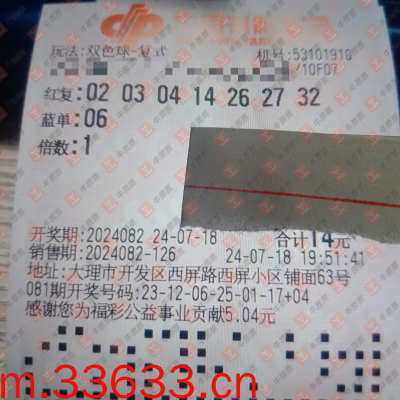 玩法:双色球-复式
机号:53101910
/10F07
红复:02 03 04 14 26 27 32
蓝单:06
倍数:1
开奖期:2024082 24-07-18 合计14元
销售期:2024082-126 24-07-18 19:51:41
地址:大理市开发区西屏路西屏小区铺面63号
081期开奖号码:23-12-06-25-01-17+04
感谢您为福彩公益事业贡献5.04元
m.33633.cn